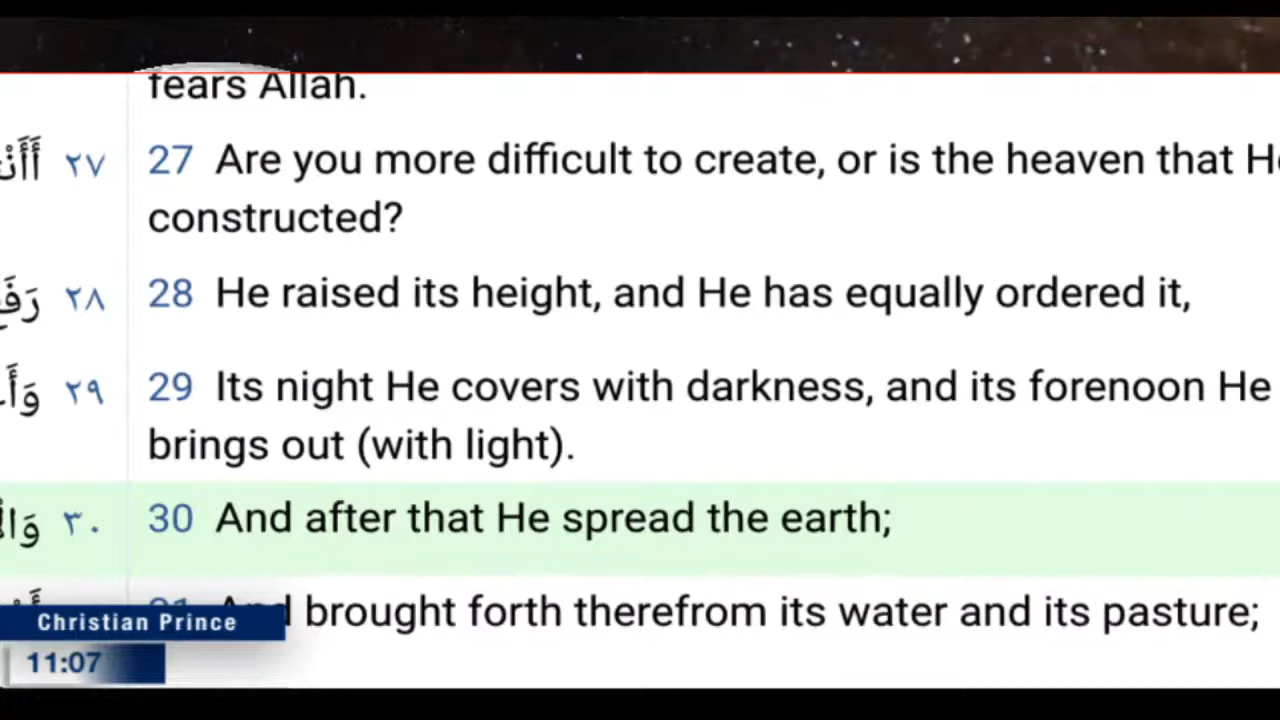 fears Allah.
٢٧ 27 Are you more difficult to create, or is the heaven that
constructed?
٢٨ 28 He raised its height, and He has equally ordered it,
٢٩ 29 Its night He covers with darkness, and its forenoon He
brings out (with light).
٣٠ 30 And after that He spread the earth;
brought forth therefrom its water and its pasture;
Christian Prince
11:07